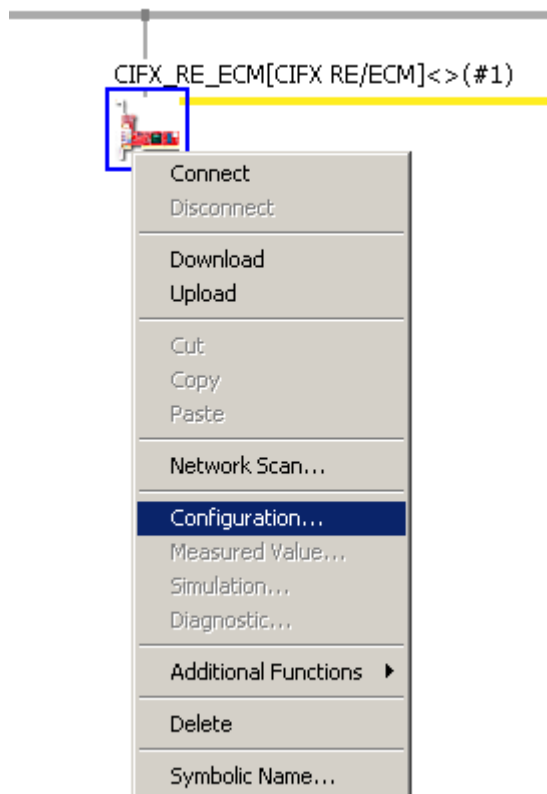 CIFX_RE_ECM[CIFX RE/ECM]<>(#1)
Connect
Disconnect
Download
Upload
Cut
Copy
Paste
Network Scan...
Configuration...
Measured Value...
Simulation...
Diagnostic...
Additional Functions
Delete
Symbolic Name...